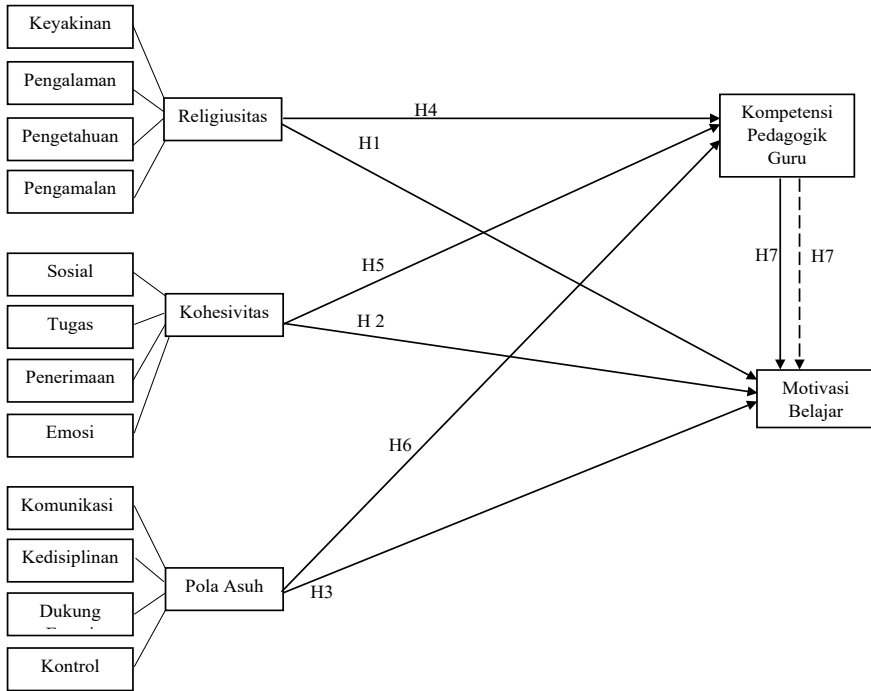 Keyakinan
Pengalaman
Pengetahuan
Pengamalan
Religiusitas
Sosial
Tugas
Penerimaan
Emosi
Kohesivitas
Komunikasi
Kedisiplinan
Dukung
Kontrol
Pola Asuh
H4
H1
H5
H 2
H6
H3
Kompetensi
Pedagogik
Guru
H7
H7
Motivasi
Belajar